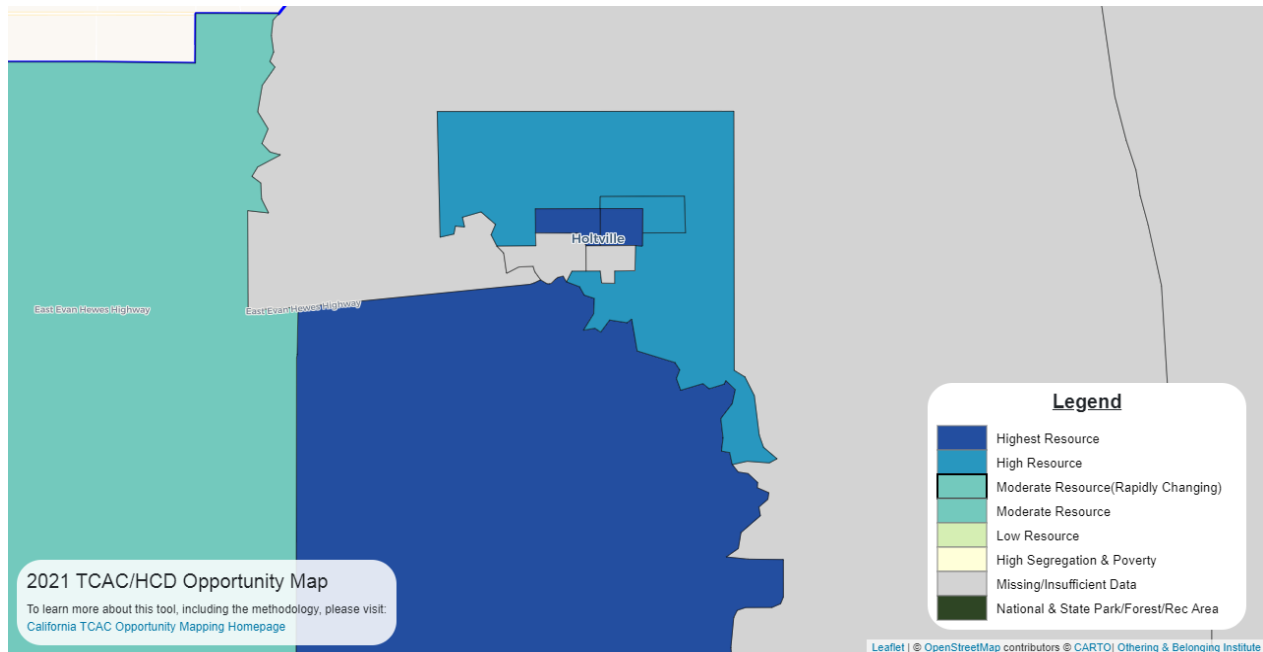 Holtville
East Evan Hewes Highway
East Evan Hewes Highway
Legend
Highest Resource
High Resource
Moderate Resource(Rapidly Changing)
Moderate Resource
Low Resource
High Segregation & Poverty
Missing/Insufficient Data
National & State Park/Forest/Rec Area
2021 TCAC/HCD Opportunity Map
To learn more about this tool, including the methodology, please visit:
California TCAC Opportunity Mapping Homepage
Leaflet | © OpenStreetMap contributors © CARTO| Othering & Belonging Institute